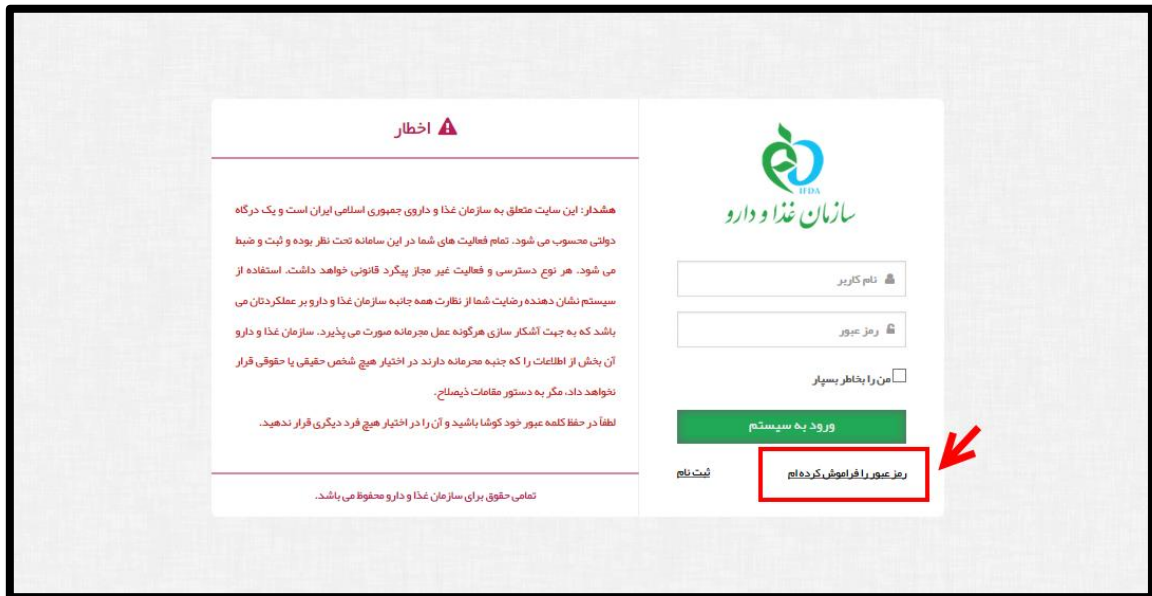 IFDA
سازمان غذا و دارو
نام کاربر
رمز عبور
من را بخاطر بسپار
ورود به سیستم
رمز عبور را فراموش کرده ام
ثبت نام
اخطار
هشدار: این سایت متعلق به سازمان غذا و داروی جمهوری اسلامی ایران است و یک درگاه
دولتی محسوب می شود. تمام فعالیت های شما در این سامانه تحت نظر بوده و ثبت و ضبط
می شود. هر نوع دسترسی و فعالیت غیر مجاز پیگرد قانونی خواهد داشت. استفاده از
سیستم نشان دهنده رضایت شما از نظارت همه جانبه سازمان غذا و دارو بر عملکردتان می
باشد که به جهت آشکار سازی هرگونه عمل مجرمانه صورت می پذیرد. سازمان غذا و دارو
آن بخش از اطلاعات را که جنبه محرمانه دارند در اختیار هیچ شخص حقیقی یا حقوقی قرار
نخواهد داد، مگر به دستور مقامات ذیصلاح.
لطفاً در حفظ کلمه عبور خود کوشا باشید و آن را در اختیار هیچ فرد دیگری قرار ندهید.
تمامی حقوق برای سازمان غذا و دارو محفوظ می باشد.